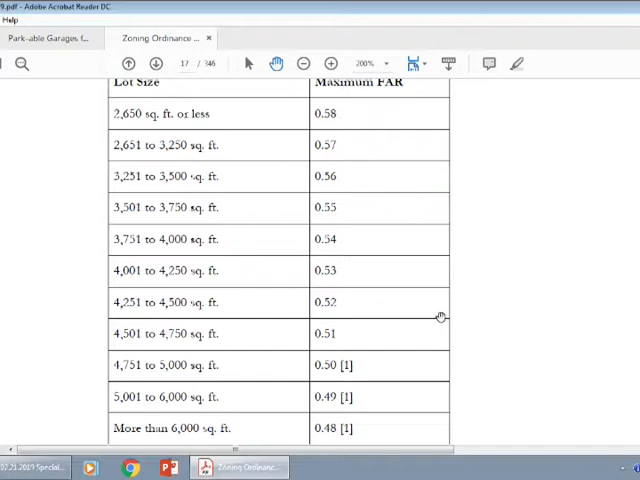 9.pdf - Adobe Acrobat Reader DC
Help
Park-able Garages f... Zoning Ordinance ... ×
17 / 346 200%
Lot Size Maximum FAR
2,650 sq. ft. or less 0.58
2,651 to 3,250 sq. ft. 0.57
3,251 to 3,500 sq. ft. 0.56
3,501 to 3,750 sq. ft. 0.55
3,751 to 4,000 sq. ft. 0.54
4,001 to 4,250 sq. ft. 0.53
4,251 to 4,500 sq. ft. 0.52
4,501 to 4,750 sq. ft. 0.51
4,751 to 5,000 sq. ft. 0.50 [1]
5,001 to 6,000 sq. ft. 0.49 [1]
More than 6,000 sq. ft. 0.48 [1]
07.21.2019 Special... Zoning Ordinanc...